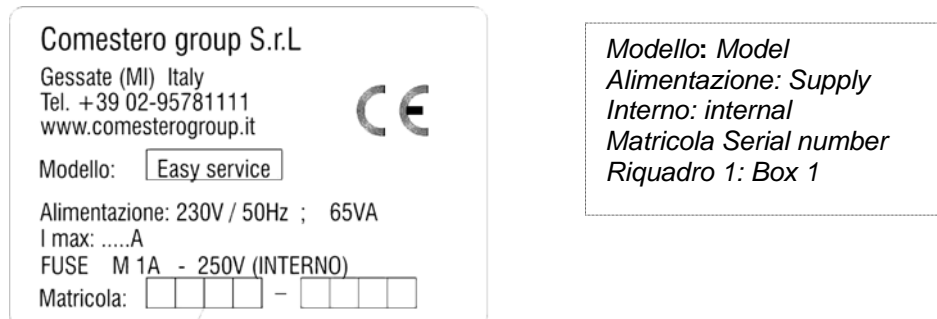 Comestero group S.r.L
Gessate (MI) Italy
Tel. +39 02-95781111
www.comesterogroup.it
CE
Modello: Easy service
Alimentazione: 230V / 50Hz ; 65VA
I max: .....A
FUSE M 1A - 250V (INTERNO)
Matricola: –
Modello: Model
Alimentazione: Supply
Interno: internal
Matricola Serial number
Riquadro 1: Box 1